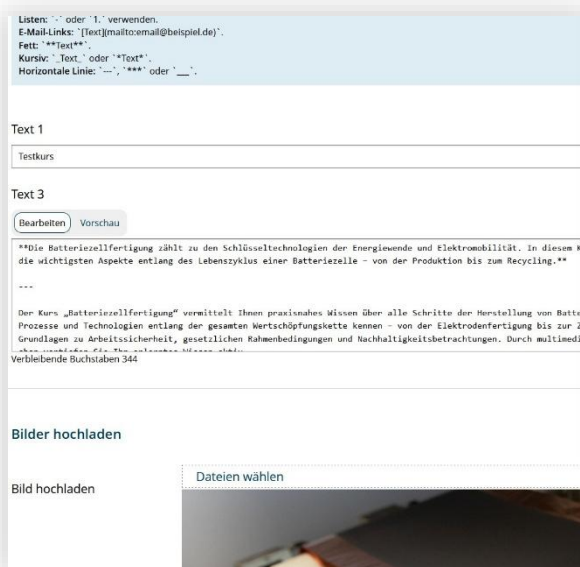 Listen: `-` oder `1.` verwenden.
E-Mail-Links: `[Text](mailto:email@beispiel.de)`.
Fett: `**Text**`.
Kursiv: `_Text_` oder `*Text*`.
Horizontale Linie: `---`, `***` oder `___`.
Text 1
Testkurs
Text 3
Bearbeiten Vorschau
**Die Batteriezellfertigung zählt zu den Schlüsseltechnologien der Energiewende und Elektromobilität. In diesem
die wichtigsten Aspekte entlang des Lebenszyklus einer Batteriezelle – von der Produktion bis zum Recycling.**
---
Der Kurs „Batteriezellfertigung“ vermittelt Ihnen praxisnahes Wissen über alle Schritte der Herstellung von
Prozesse und Technologien entlang der gesamten Wertschöpfungskette kennen – von der Elektrodenfertigung bis zur
Grundlagen zu Arbeitssicherheit, gesetzlichen Rahmenbedingungen und Nachhaltigkeitsbetrachtungen. Durch
Verbleibende Buchstaben 344
Bilder hochladen
Bild hochladen
Dateien wählen